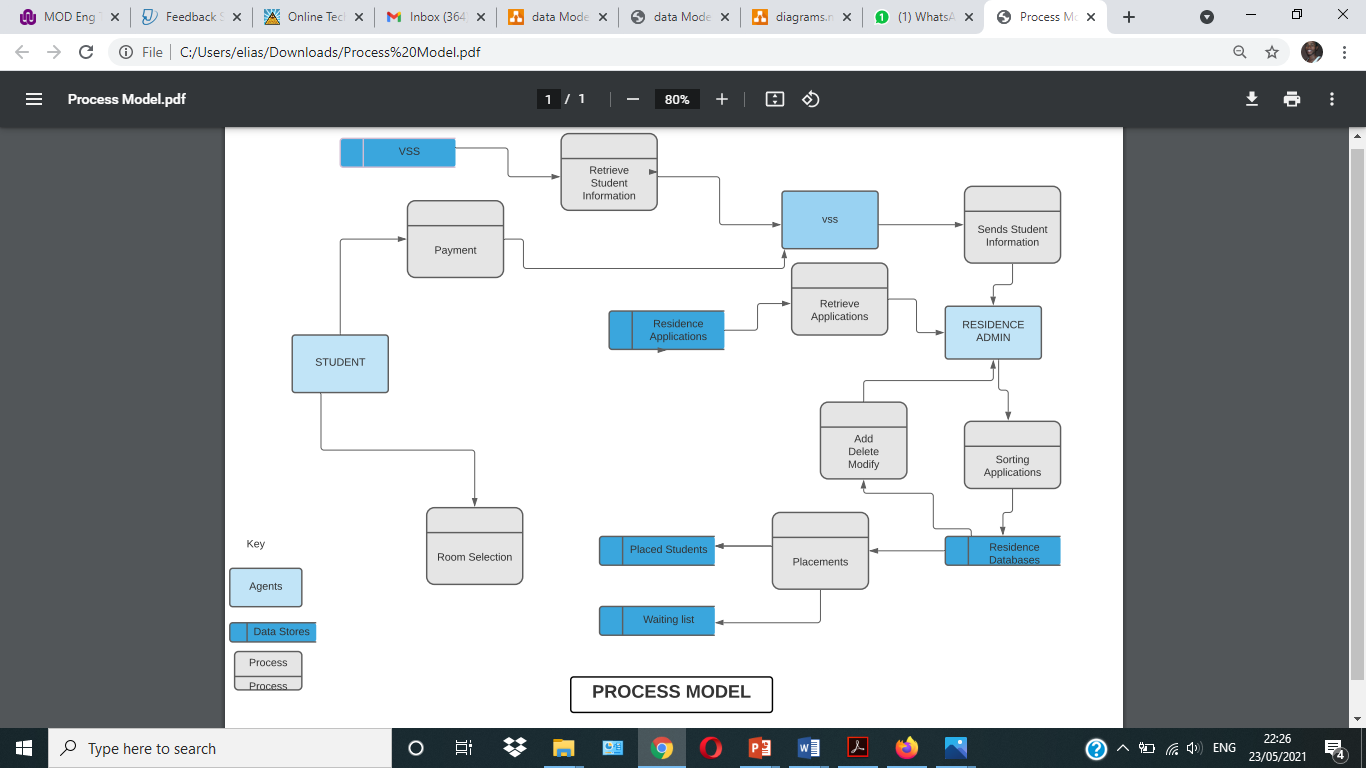 MOD Eng T
Feedback S
Online Tech
Inbox (364
data Mode
data Mode
diagrams.n
(1) WhatsA
Process Mo
File
C:/Users/elias/Downloads/Process%20Model.pdf
Process Model.pdf
1 / 1
80%
VSS
Retrieve
Student
Information
vss
Sends Student
Information
Payment
Retrieve
Applications
Residence
Applications
RESIDENCE
ADMIN
STUDENT
Add
Delete
Modify
Sorting
Applications
Room Selection
Placed Students
Placements
Residence
Databases
Waiting list
Key
Agents
Data Stores
Process
Process
PROCESS MODEL
Type here to search
ENG
22:26
23/05/2021
4